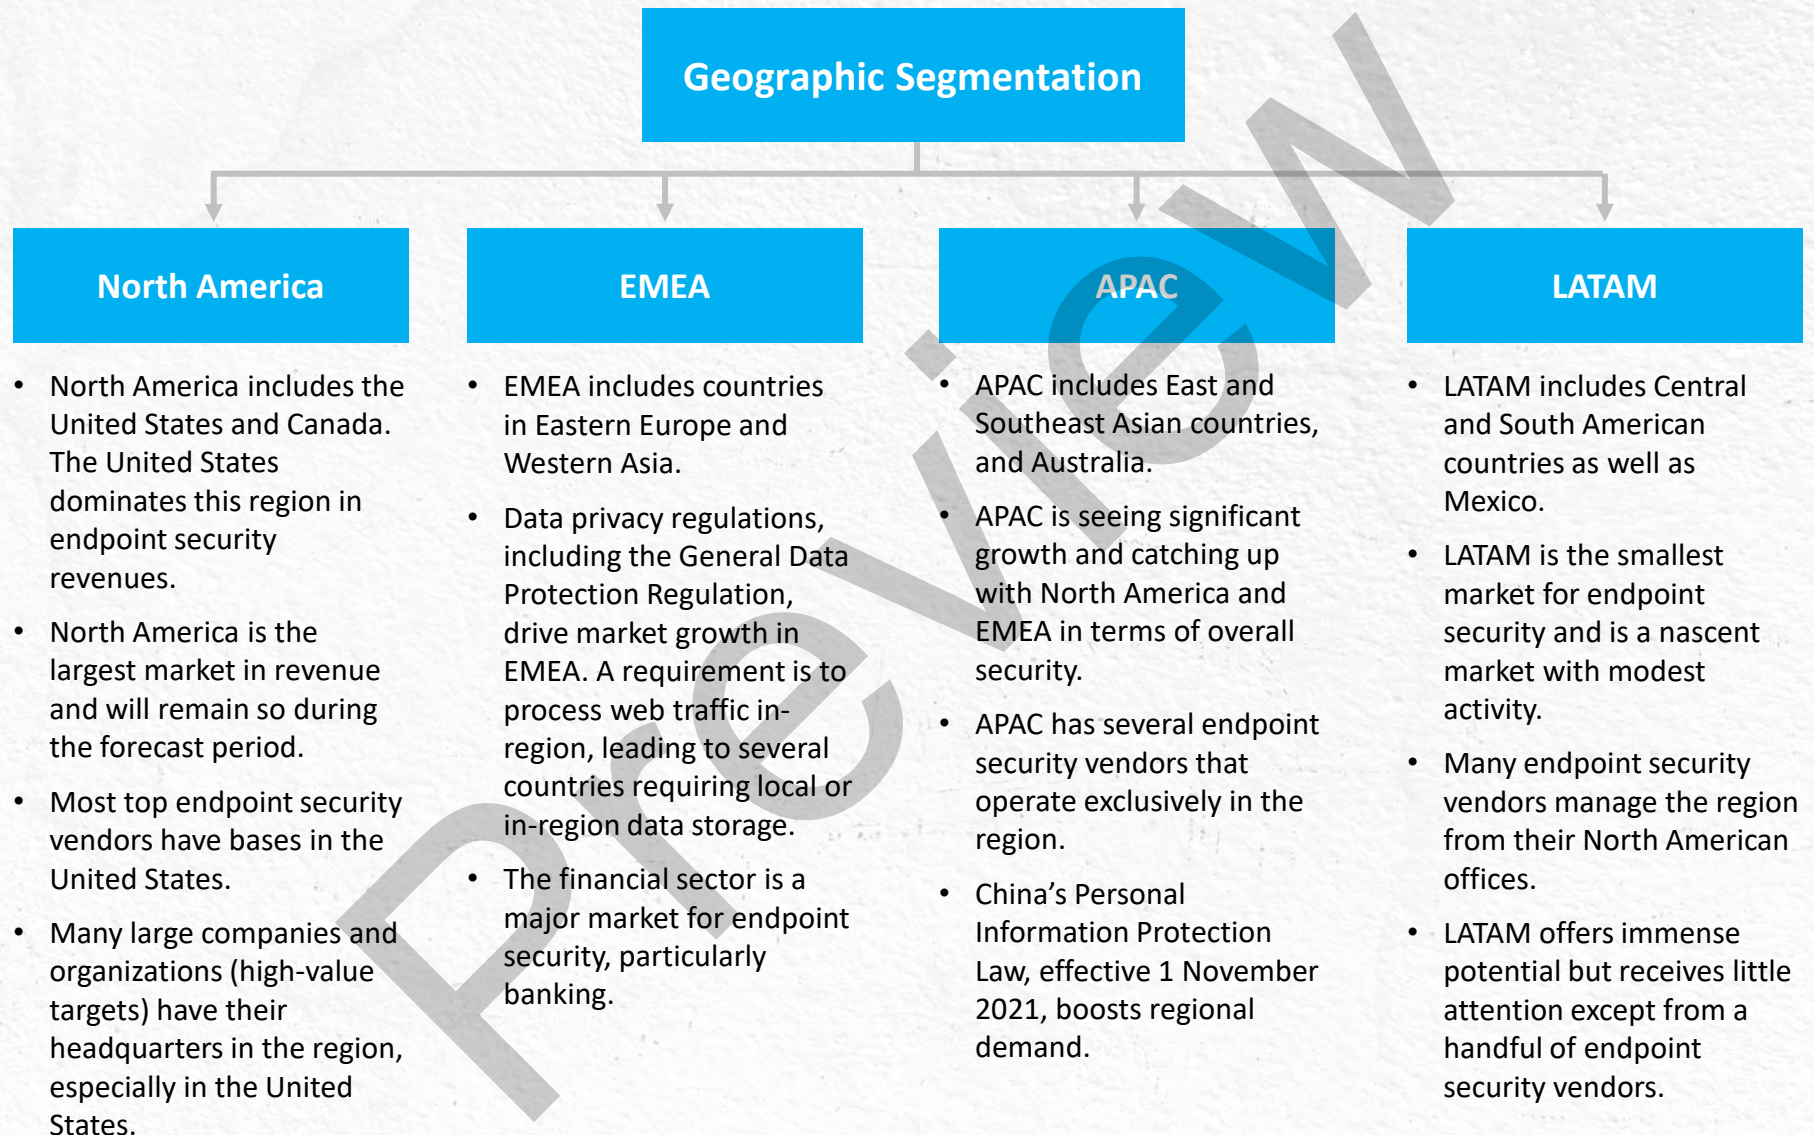 Geographic Segmentation
North America
• North America includes the
United States and Canada.
The United States
dominates this region in
endpoint security
revenues.
• North America is the
largest market in revenue
and will remain so during
the forecast period.
• Most top endpoint security
vendors have bases in the
United States.
• Many large companies and
organizations (high-value
targets) have their
headquarters in the region,
especially in the United
States.
EMEA
• EMEA includes countries
in Eastern Europe and
Western Asia.
• Data privacy regulations,
including the General Data
Protection Regulation,
drive market growth in
EMEA. A requirement is to
process web traffic in-
region, leading to several
countries requiring local or
in-region data storage.
• The financial sector is a
major market for endpoint
security, particularly
banking.
APAC
• APAC includes East and
Southeast Asian countries,
and Australia.
• APAC is seeing significant
growth and catching up
with North America and
EMEA in terms of overall
security.
• APAC has several endpoint
security vendors that
operate exclusively in the
region.
• China’s Personal
Information Protection
Law, effective 1 November
2021, boosts regional
demand.
LATAM
• LATAM includes Central
and South American
countries as well as
Mexico.
• LATAM is the smallest
market for endpoint
security and is a nascent
market with modest
activity.
• Many endpoint security
vendors manage the region
from their North American
offices.
• LATAM offers immense
potential but receives little
attention except from a
handful of endpoint
security vendors.
Preview